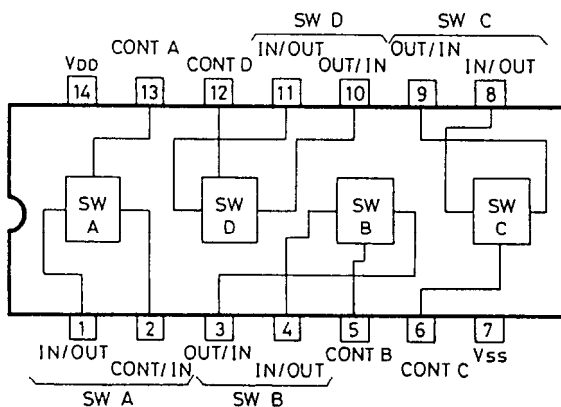 SW D SW C
CONT A IN/OUT OUT/IN
VDD CONT D OUT/IN IN/OUT
14 13 12 11 10 9 8
SW A
SW D
SW B
SW C
1 2 3 4 5 6 7
IN/OUT OUT/IN CONT B VSS
CONT/IN IN/OUT CONT C
SW A SW B